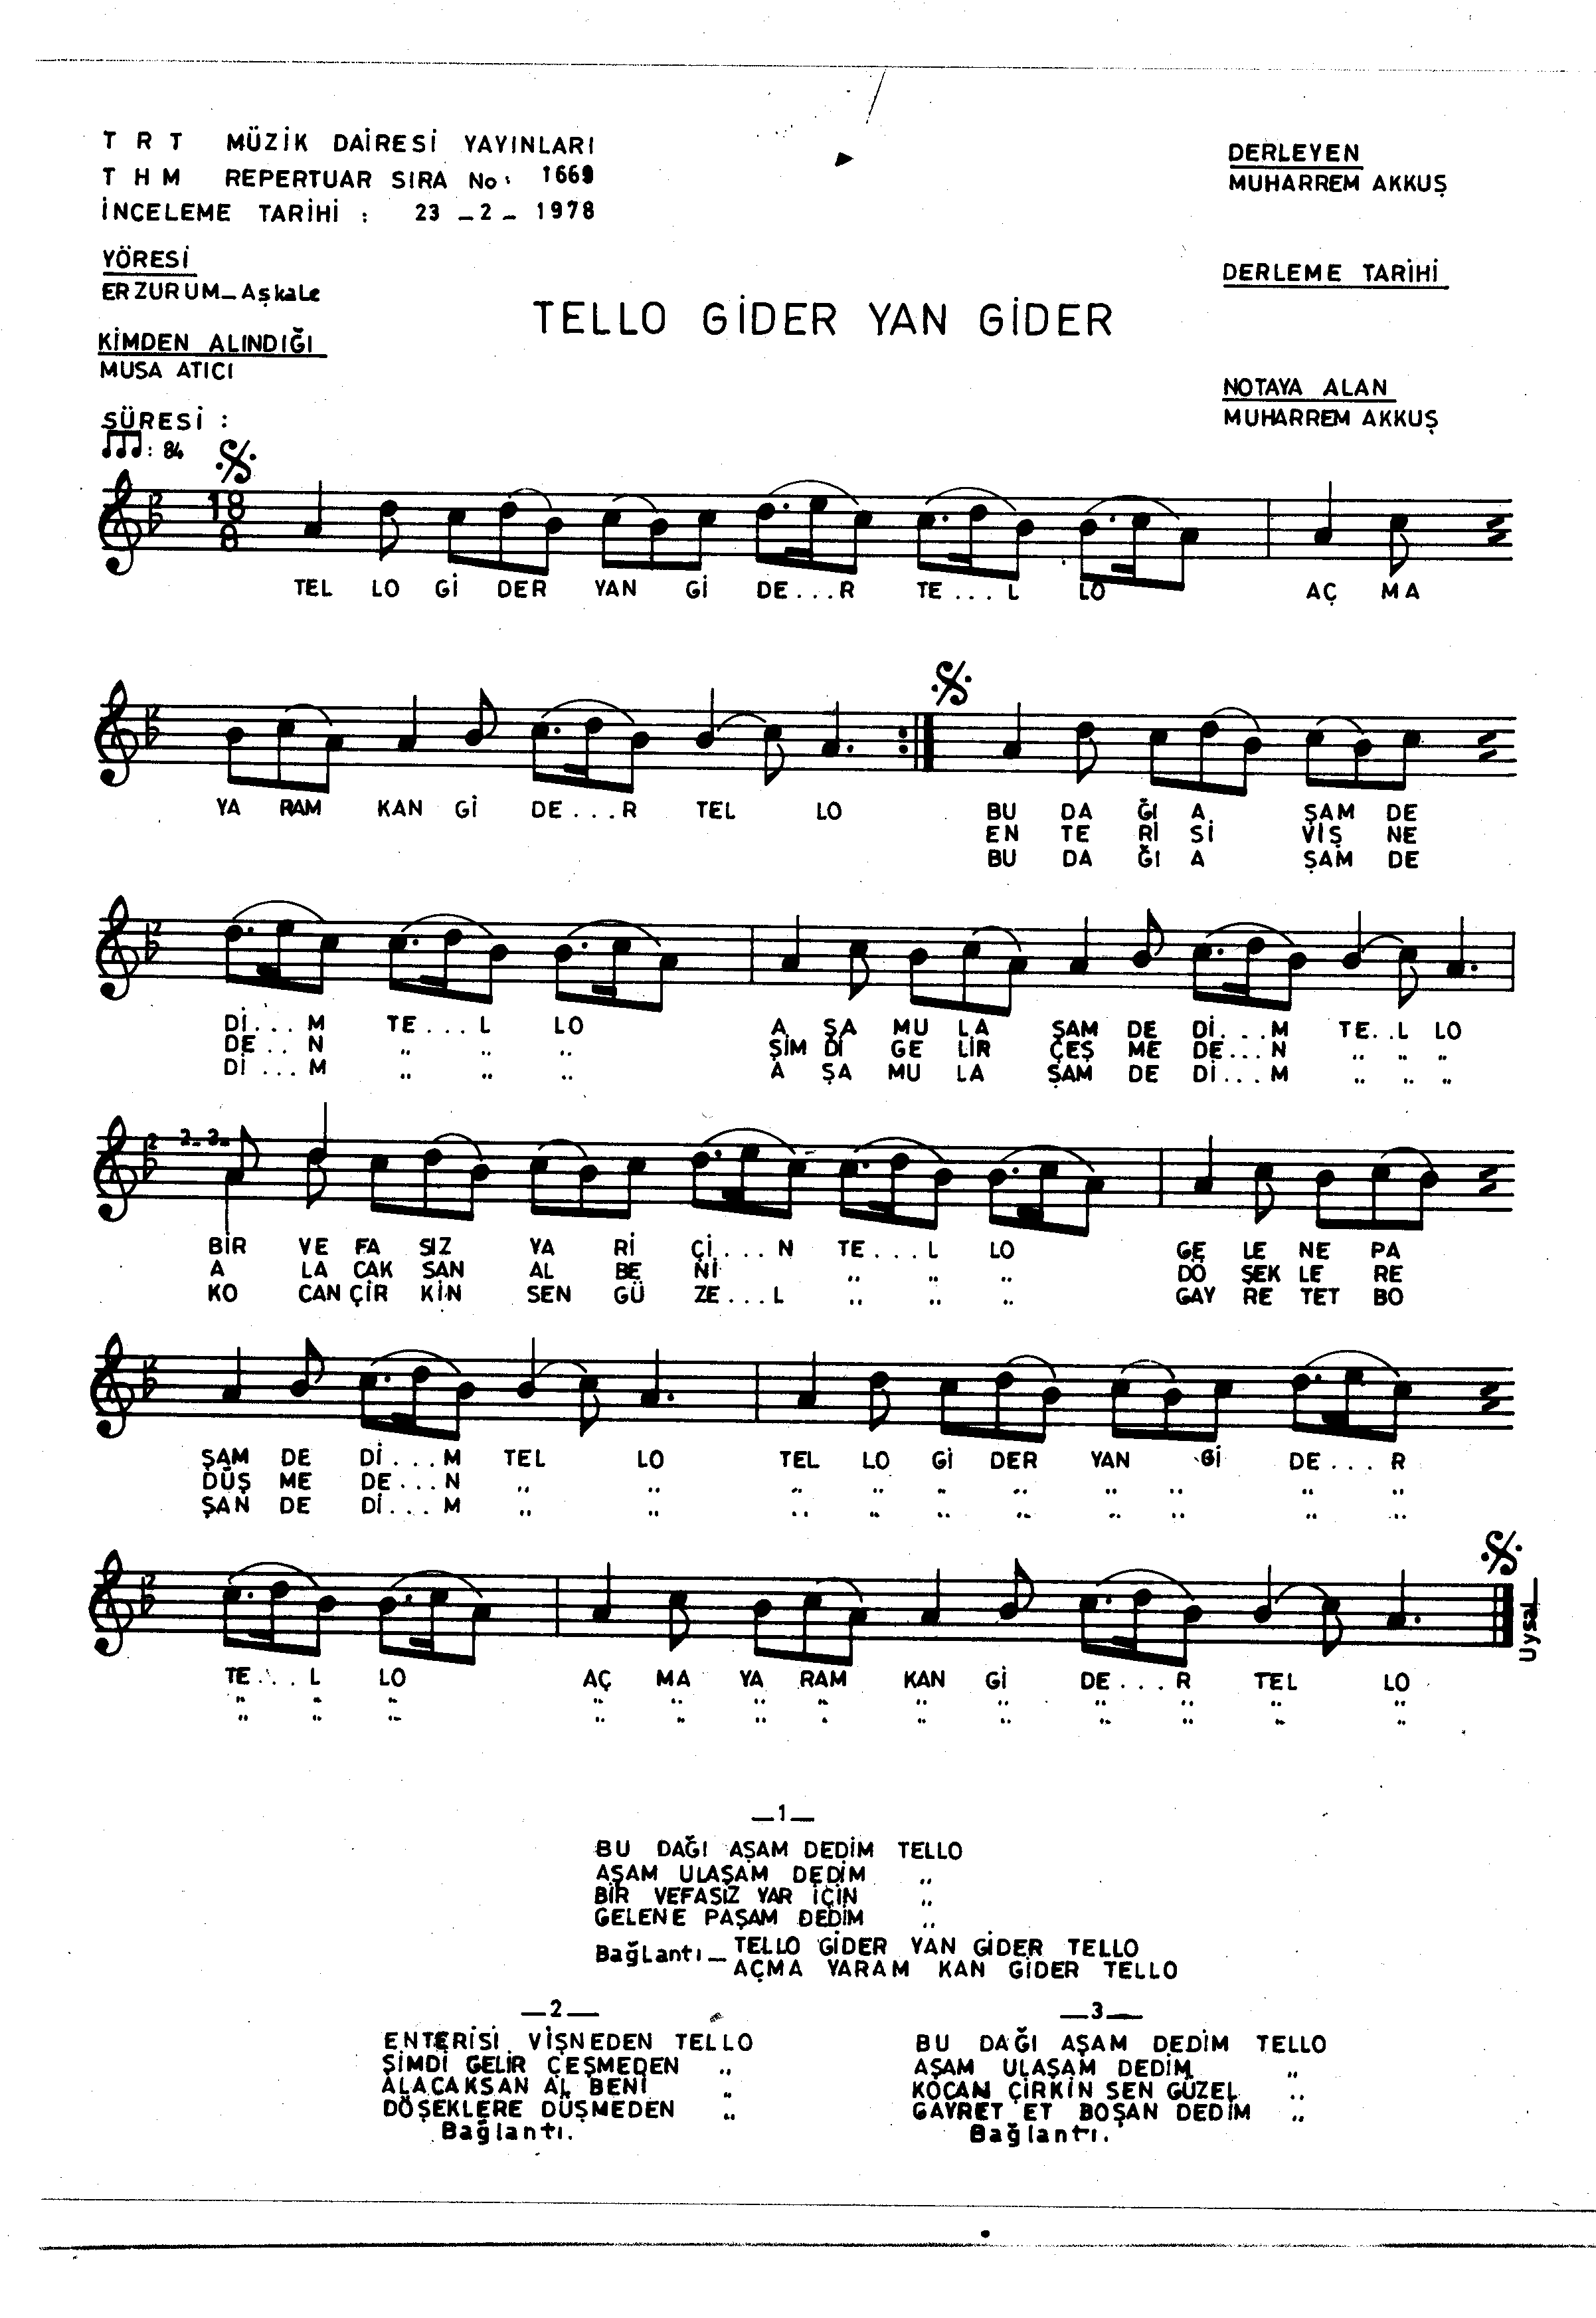 T R T MÜZİK DAİRESİ YAYINLARI
T H M REPERTUAR SIRA No: 1669
İNCELEME TARİHİ : 23 _ 2 _ 1978
DERLEYEN
MUHARREM AKKUŞ
YÖRESİ
ERZURUM_Aşkale
DERLEME TARİHİ
TELLO GİDER YAN GİDER
KİMDEN ALINDIĞI
MUSA ATICI
NOTAYA ALAN
MUHARREM AKKUŞ
SÜRESİ :
: 84
18
8
TEL LO Gİ DER YAN Gİ DE...R TE...L LO AÇ MA
YA RAM KAN Gİ DE...R TEL LO BU DA ĞI A ŞAM DE
EN TE Rİ Sİ VİŞ NE
BU DA ĞI A ŞAM DE
Dİ...M TE...L LO A ŞA MU LA ŞAM DE Dİ...M TE..L LO
DE..N " " " ŞİM Dİ GE LİR ÇEŞ ME DE...N " " "
Dİ...M " " " A ŞA MU LA ŞAM DE Dİ...M " " "
2_ 3_
BİR VE FA SIZ YA Rİ Çİ...N TE...L LO GE LE NE PA
A LA CAK SAN AL BE Nİ " " " DÖ ŞEK LE RE
KO CAN ÇİR KİN SEN GÜ ZE...L " " " GAY RE TET BO
ŞAM DE Dİ...M TEL LO TEL LO Gİ DER YAN Gİ DE...R
DÜŞ ME DE...N " " " " " " " " " "
ŞAN DE Dİ...M " " " " " " " " " "
TE...L LO AÇ MA YA RAM KAN Gİ DE...R TEL LO
" " " " " " " " " " " " "
" " " " " " " " " " " " "
Uysal
_1_
BU DAĞI AŞAM DEDİM TELLO
AŞAM ULAŞAM DEDİM "
BİR VEFASIZ YAR İÇİN "
GELENE PAŞAM DEDİM "
Bağlantı_ TELLO GİDER YAN GİDER TELLO
AÇMA YARAM KAN GİDER TELLO
_2_
ENTERİSİ VİŞNEDEN TELLO
ŞİMDİ GELİR ÇEŞMEDEN "
ALACAKSAN AL BENİ "
DÖŞEKLERE DÜŞMEDEN "
Bağlantı.
_3_
BU DAĞI AŞAM DEDİM TELLO
AŞAM ULAŞAM DEDİM "
KOCAN ÇİRKİN SEN GÜZEL "
GAYRET ET BOŞAN DEDİM "
Bağlantı.